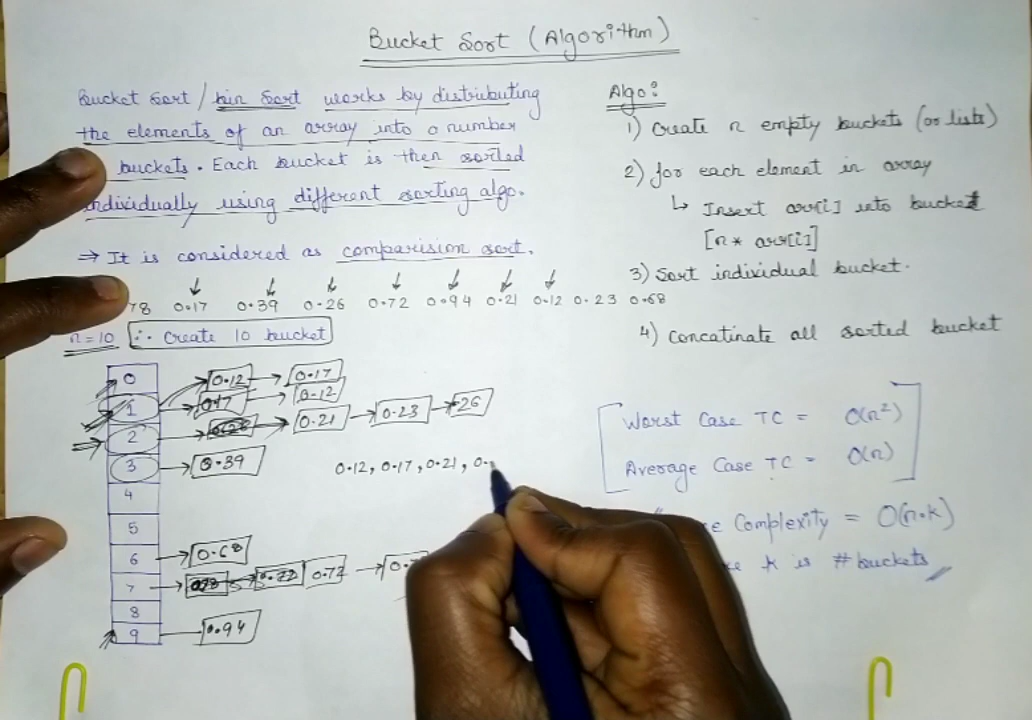 Bucket Sort (Algorithm)
Bucket Sort / bin Sort works by distributing
the elements of an array into a number
buckets. Each bucket is then sorted
individually using different sorting algo.
⇒ It is considered as comparision sort.
78 0.17 0.39 0.26 0.72 0.94 0.21 0.12 0.23 0.68
n=10 ∴ Create 10 bucket
Algo:
1) Create n empty buckets (or lists)
2) for each element in array
↳ Insert arr[i] into bucket
[n * arr[i]]
3) Sort individual bucket.
4) Concatinate all sorted bucket
Worst Case TC = O(n²)
Average Case TC = O(n)
Complexity = O(n.k)
k is #buckets
0
0.12 → 0.17
1 → 0.17 → 0.12
2 → 0.21 → 0.23 → 26
3 → 0.39
0.12, 0.17, 0.21, 0.
4
5
6 → 0.68
7 → 0.72 →
8
9 0.94